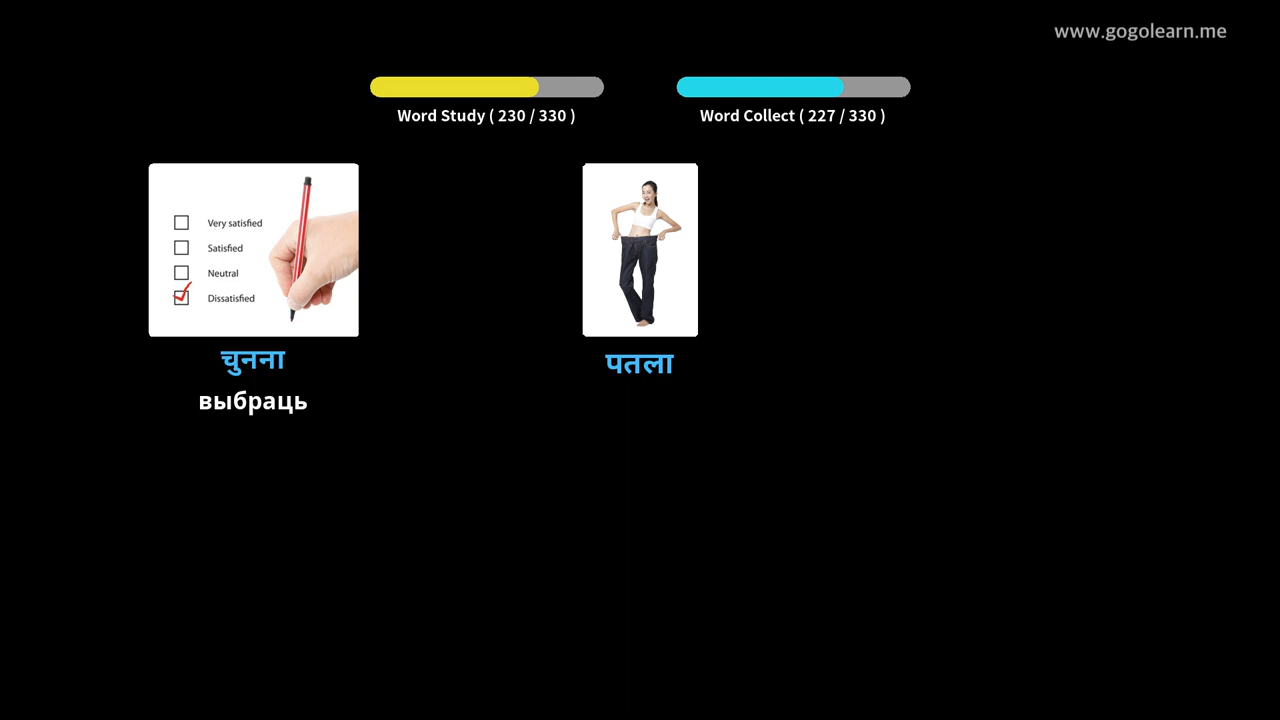 www.gogolearn.me
Word Study ( 230 / 330 )
Word Collect ( 227 / 330 )
Very satisfied
Satisfied
Neutral
Dissatisfied
चुनना
выбраць
पतला